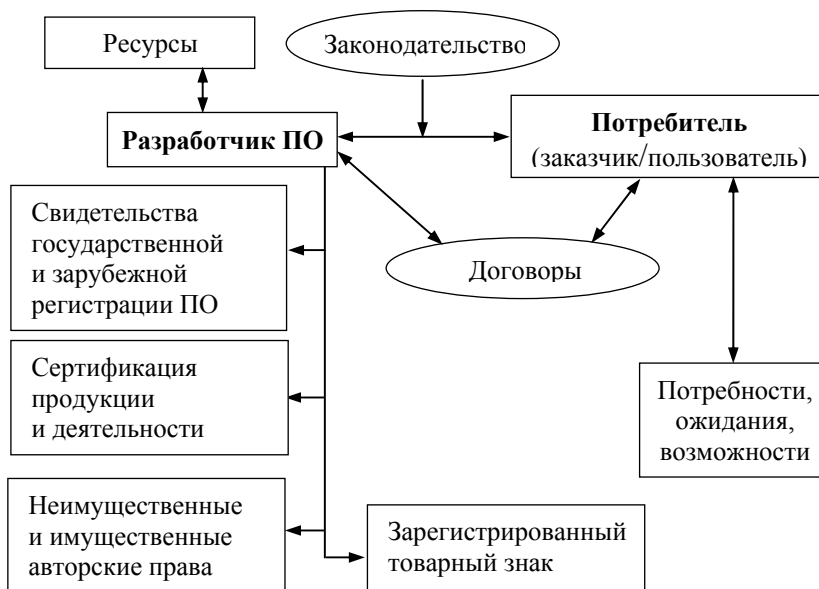 Ресурсы
Законодательство
Разработчик ПО
Потребитель
(заказчик/пользователь)
Свидетельства
государственной
и зарубежной
регистрации ПО
Договоры
Сертификация
продукции
и деятельности
Потребности,
ожидания,
возможности
Неимущественные
и имущественные
авторские права
Зарегистрированный
товарный знак